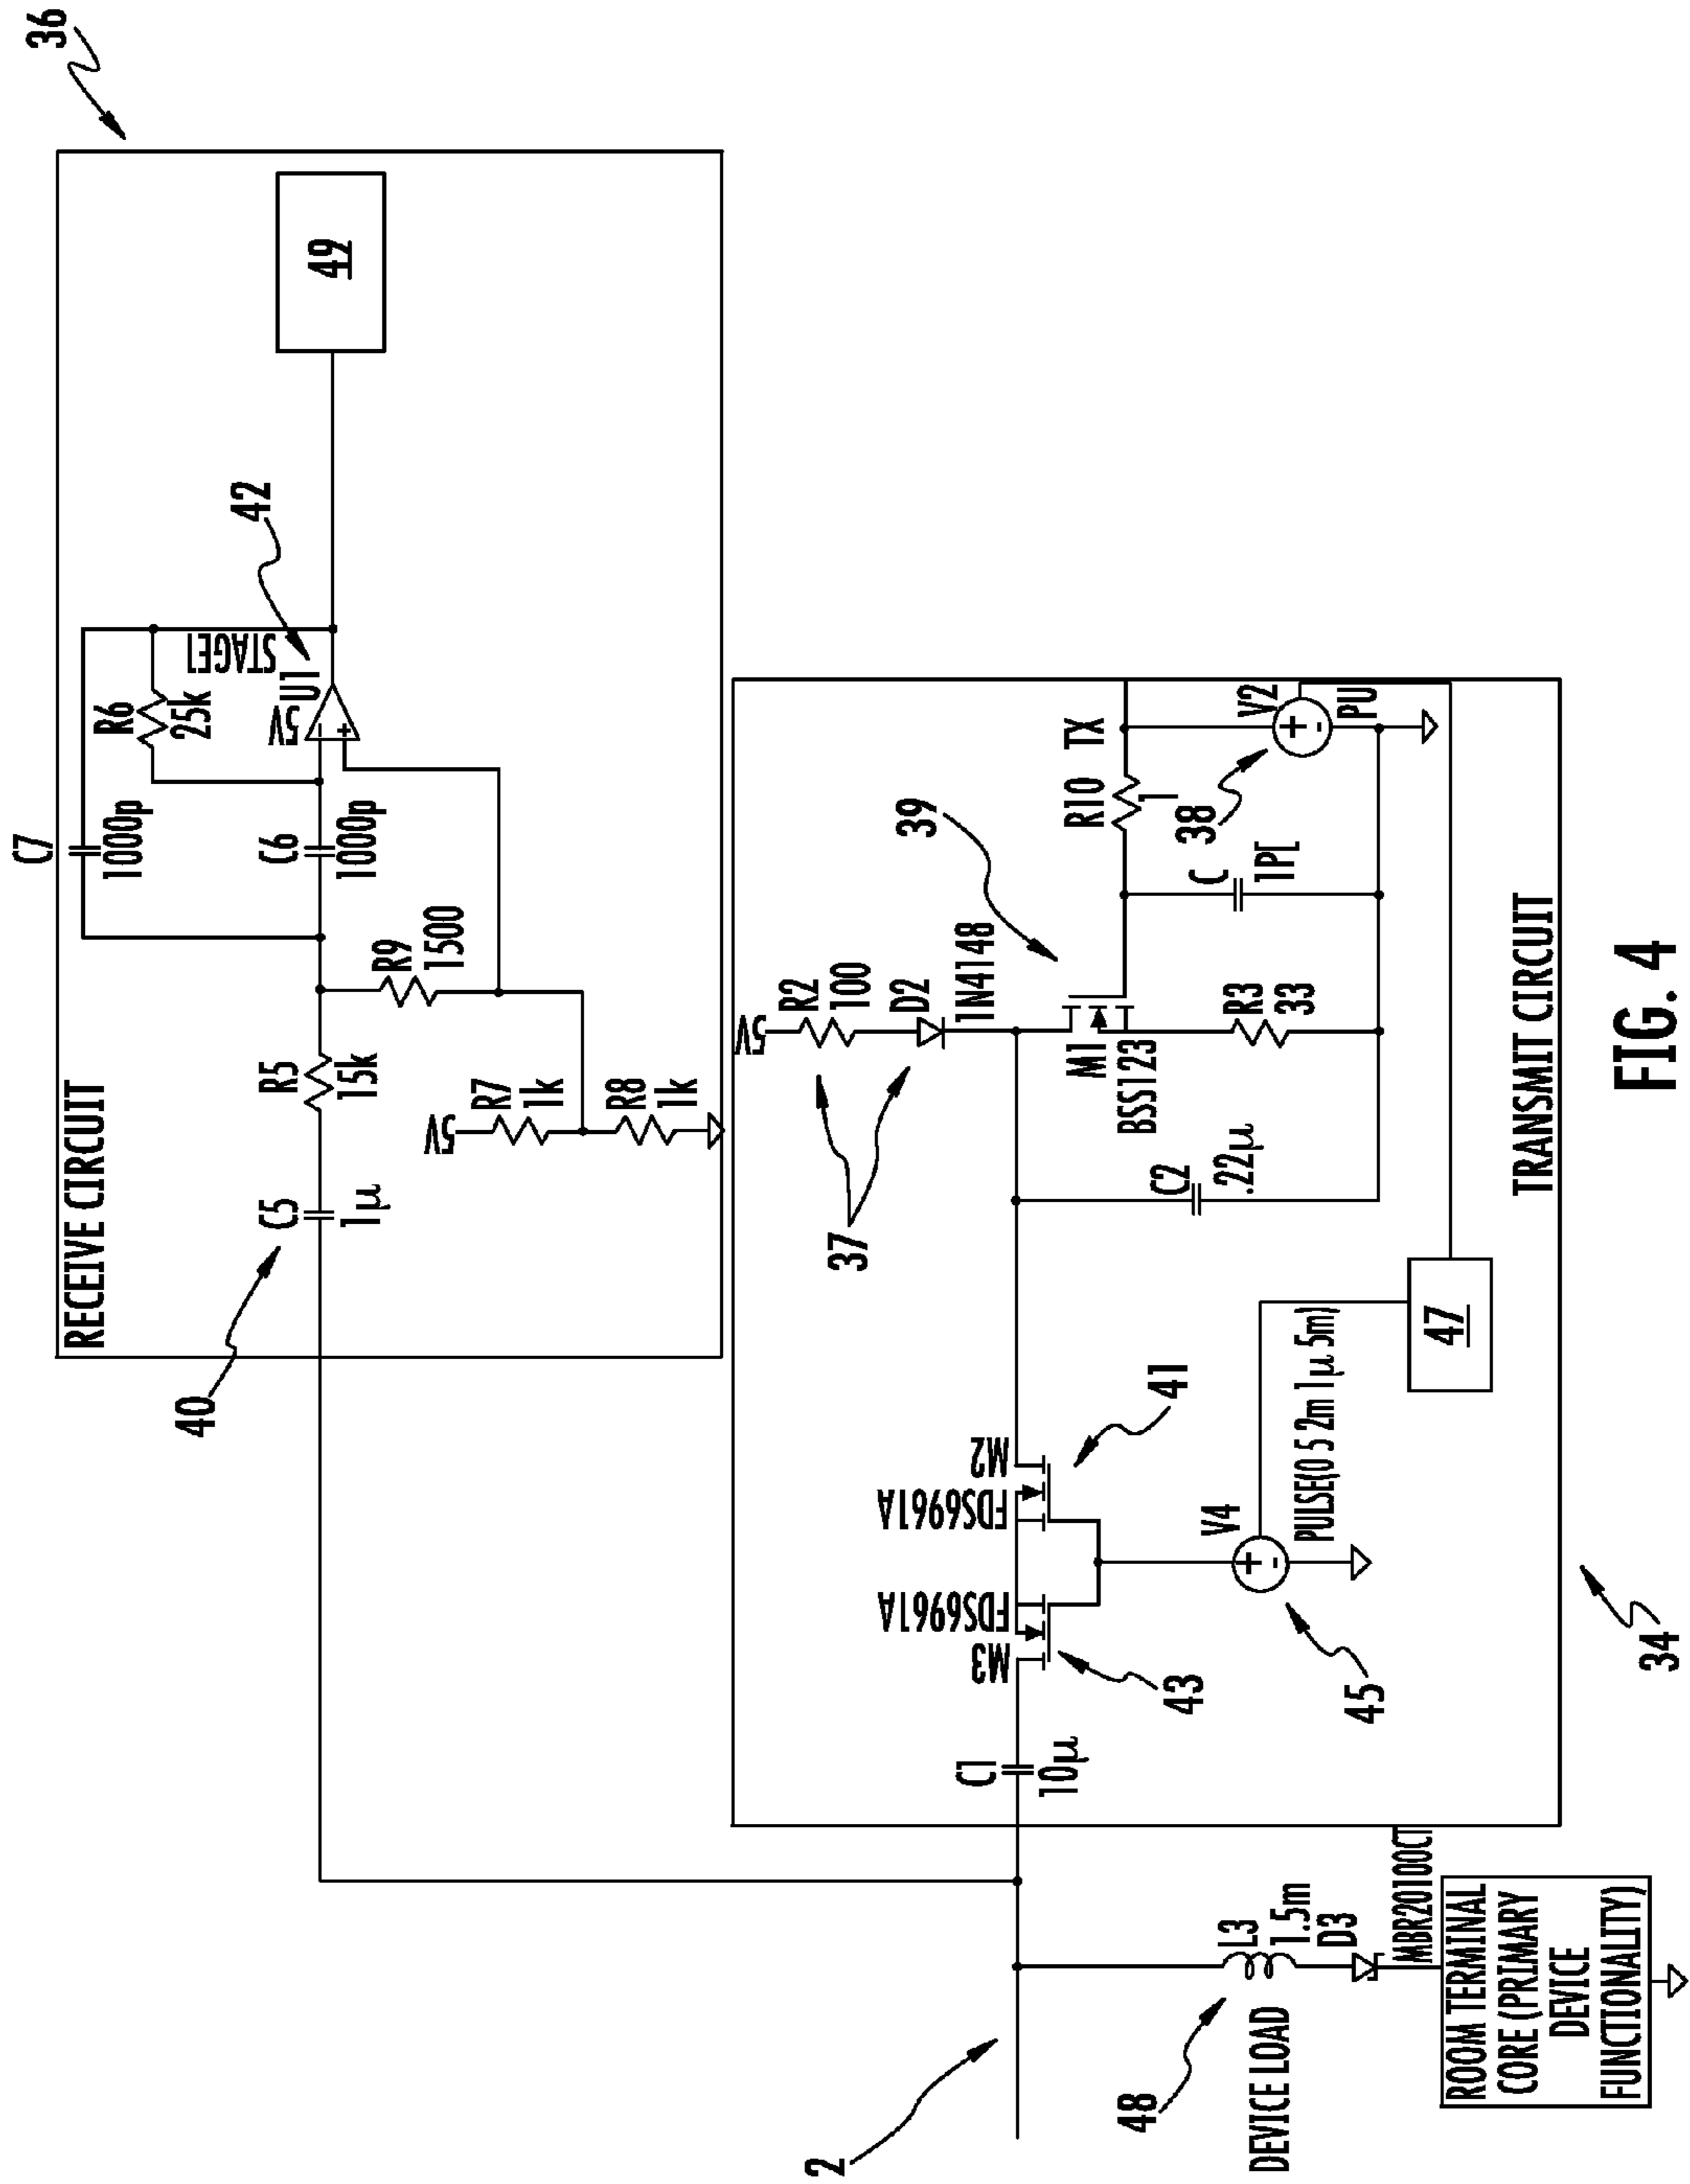 36
RECEIVE CIRCUIT
C7
1000p
R6
25k
STAGE1
42
49
40
C5
1µ
R5
15k
C6
1000p
5V
U1
R9
1500
5V
R7
1k
R8
1k
2
48
DEVICE LOAD
L3
1.5m
D3
MBR20100CT
ROOM TERMINAL
CORE (PRIMARY
DEVICE
FUNCTIONALITY)
C1
10µ
M3
FDS6961A
FDS6961A
M2
43
41
45
V4
PULSE(0 5 2m 1µ 5m)
47
37
5V
R2
100
D2
1N4148
39
C2
.22µ
M1
BSS123
R3
33
R10
1
TX
C
1P[
38
V2
PU
TRANSMIT CIRCUIT
34
FIG. 4